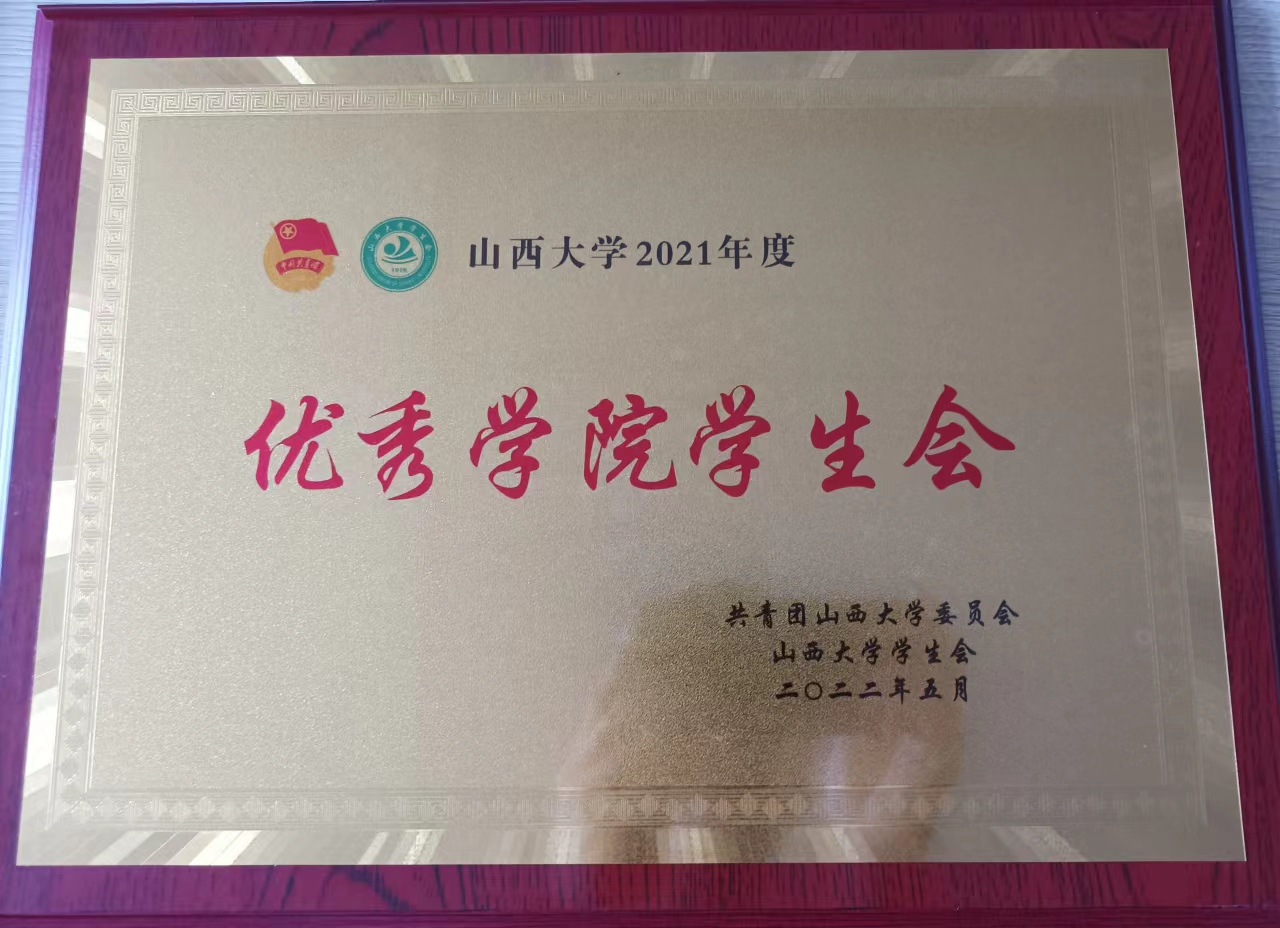 山西大学2021年度
优秀学院学生会
共青团山西大学委员会
山西大学学生会
二〇二二年五月